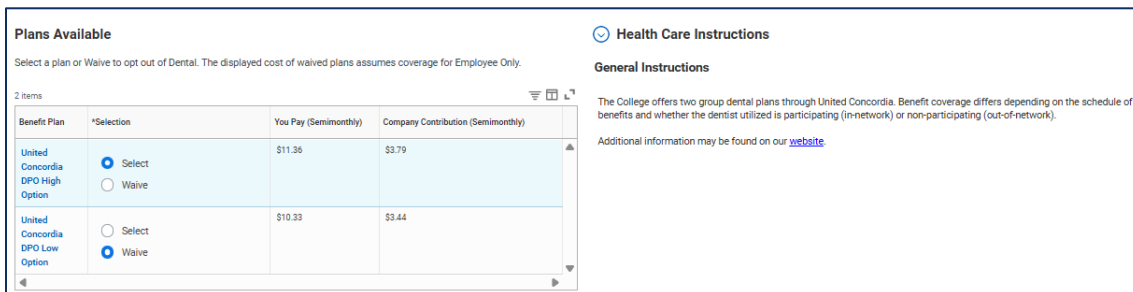 Plans Available
Select a plan or Waive to opt out of Dental. The displayed cost of waived plans assumes coverage for Employee Only.
2 items
Benefit Plan *Selection You Pay (Semimonthly) Company Contribution (Semimonthly)
United
Concordia
DPO High
Option
Select
Waive
$11.36 $3.79
United
Concordia
DPO Low
Option
Select
Waive
$10.33 $3.44
Health Care Instructions
General Instructions
The College offers two group dental plans through United Concordia. Benefit coverage differs depending on the schedule of
benefits and whether the dentist utilized is participating (in-network) or non-participating (out-of-network).
Additional information may be found on our website.